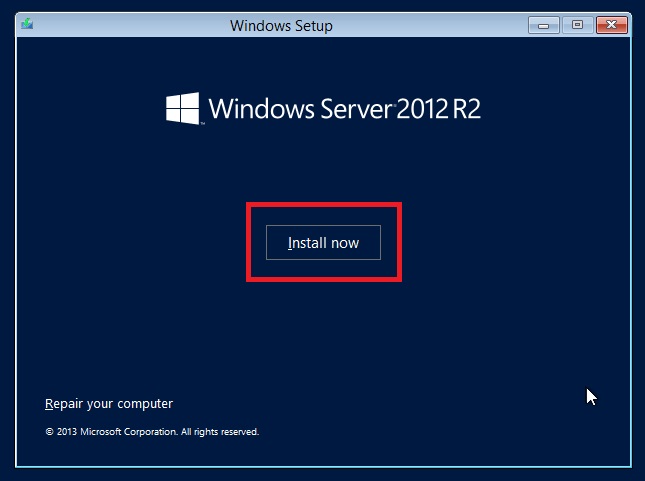 Windows Setup
Windows Server 2012 R2
Install now
Repair your computer
© 2013 Microsoft Corporation. All rights reserved.